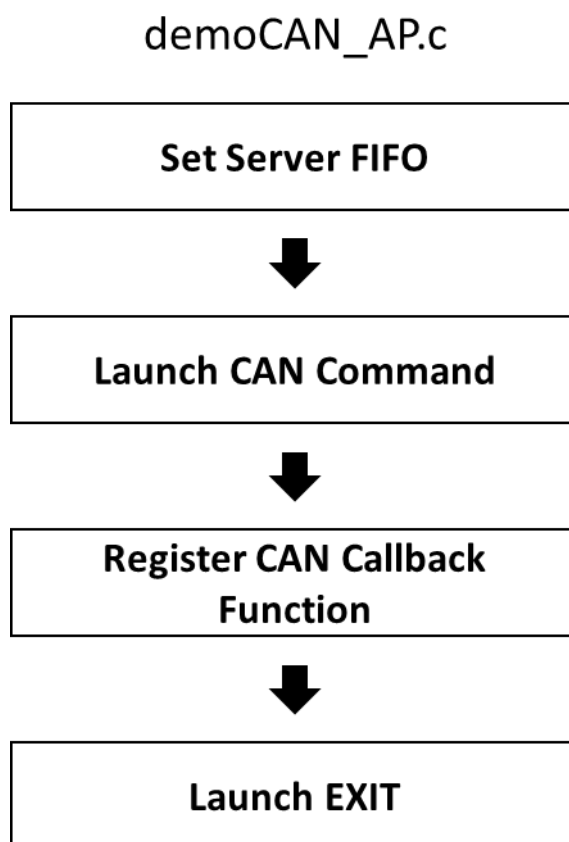 demoCAN_AP.c
Set Server FIFO
Launch CAN Command
Register CAN Callback
Function
Launch EXIT